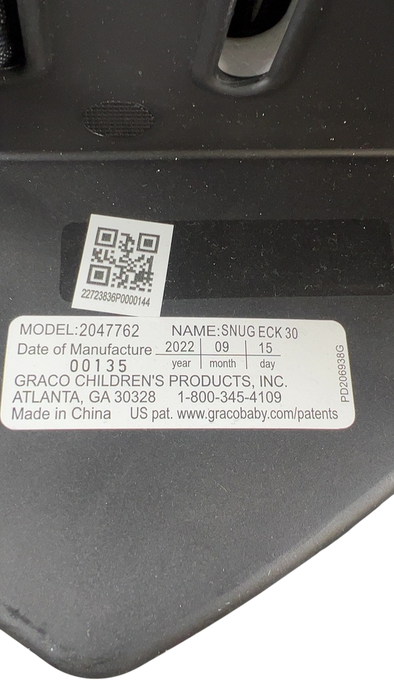 22723836P0000144
MODEL:2047762 NAME:SNUG ECK 30
Date of Manufacture 2022 09 15
00135 year month day
GRACO CHILDREN'S PRODUCTS, INC.
ATLANTA, GA 30328 1-800-345-4109
Made in China US pat. www.gracobaby.com/patents
PD206938G